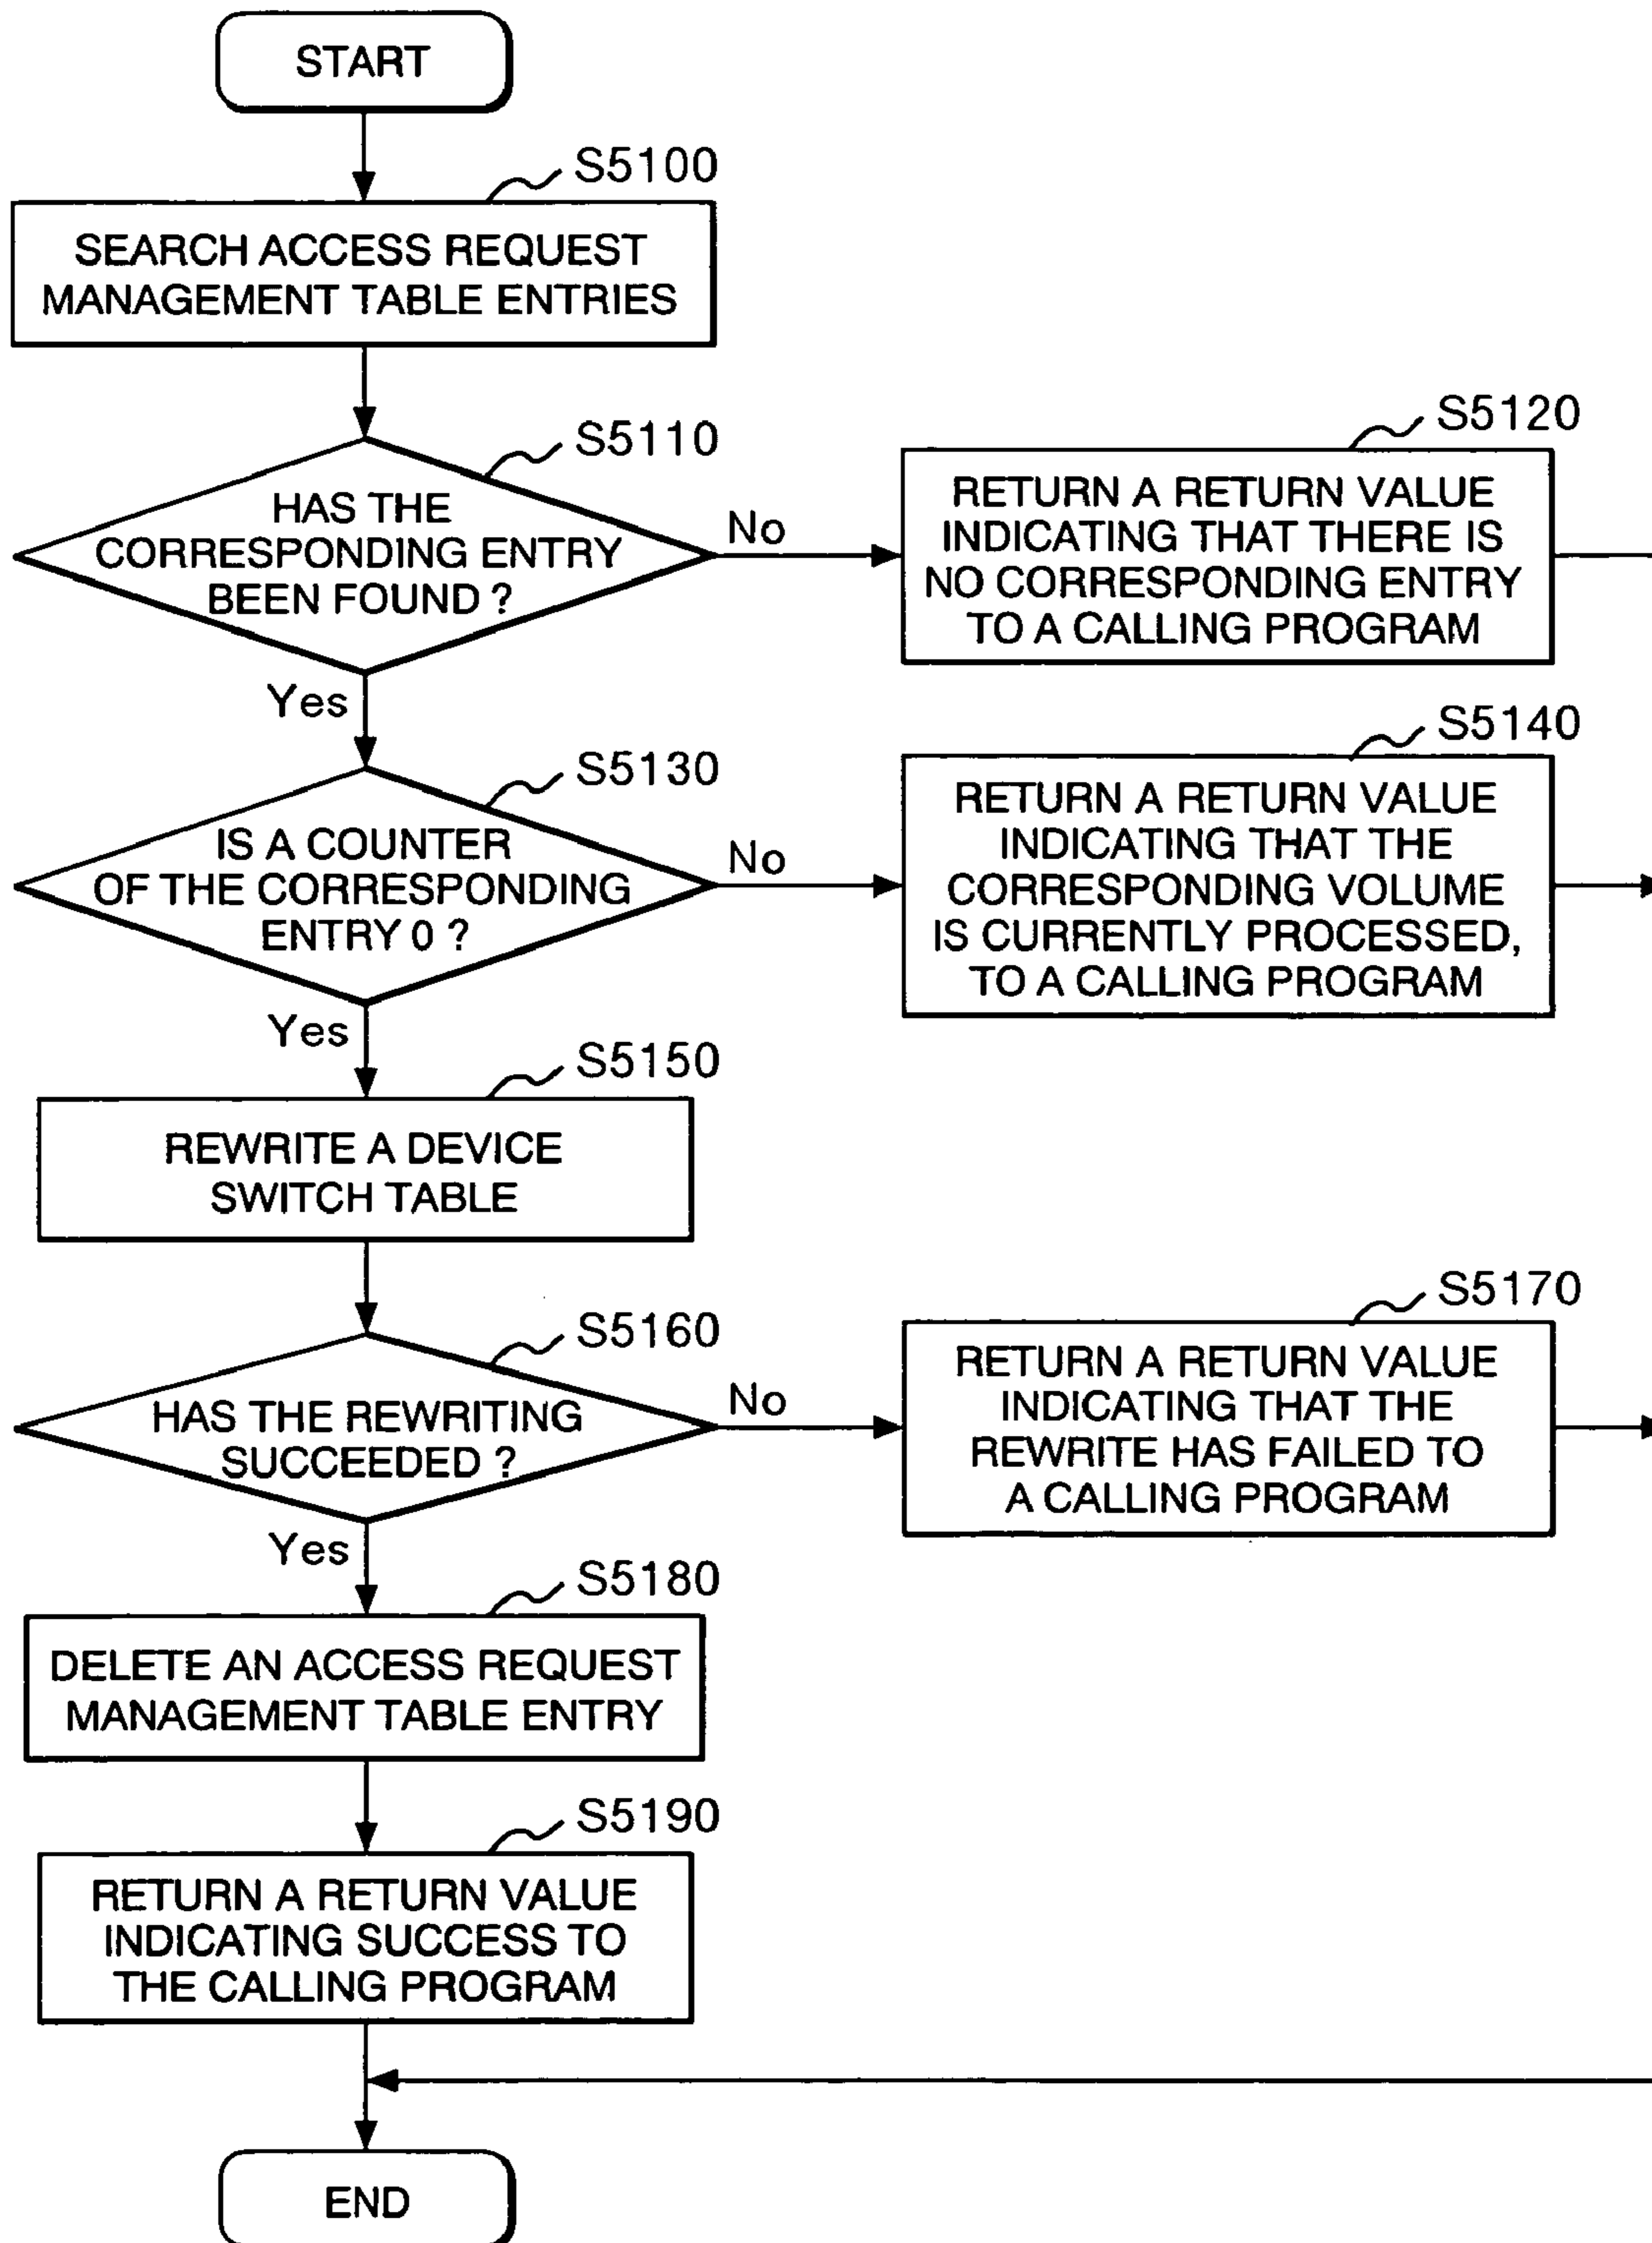 START
S5100
SEARCH ACCESS REQUEST
MANAGEMENT TABLE ENTRIES
S5110
HAS THE
CORRESPONDING ENTRY
BEEN FOUND ?
No
S5120
RETURN A RETURN VALUE
INDICATING THAT THERE IS
NO CORRESPONDING ENTRY
TO A CALLING PROGRAM
Yes
S5130
IS A COUNTER
OF THE CORRESPONDING
ENTRY 0 ?
No
S5140
RETURN A RETURN VALUE
INDICATING THAT THE
CORRESPONDING VOLUME
IS CURRENTLY PROCESSED,
TO A CALLING PROGRAM
Yes
S5150
REWRITE A DEVICE
SWITCH TABLE
S5160
HAS THE REWRITING
SUCCEEDED ?
No
S5170
RETURN A RETURN VALUE
INDICATING THAT THE
REWRITE HAS FAILED TO
A CALLING PROGRAM
Yes
S5180
DELETE AN ACCESS REQUEST
MANAGEMENT TABLE ENTRY
S5190
RETURN A RETURN VALUE
INDICATING SUCCESS TO
THE CALLING PROGRAM
END